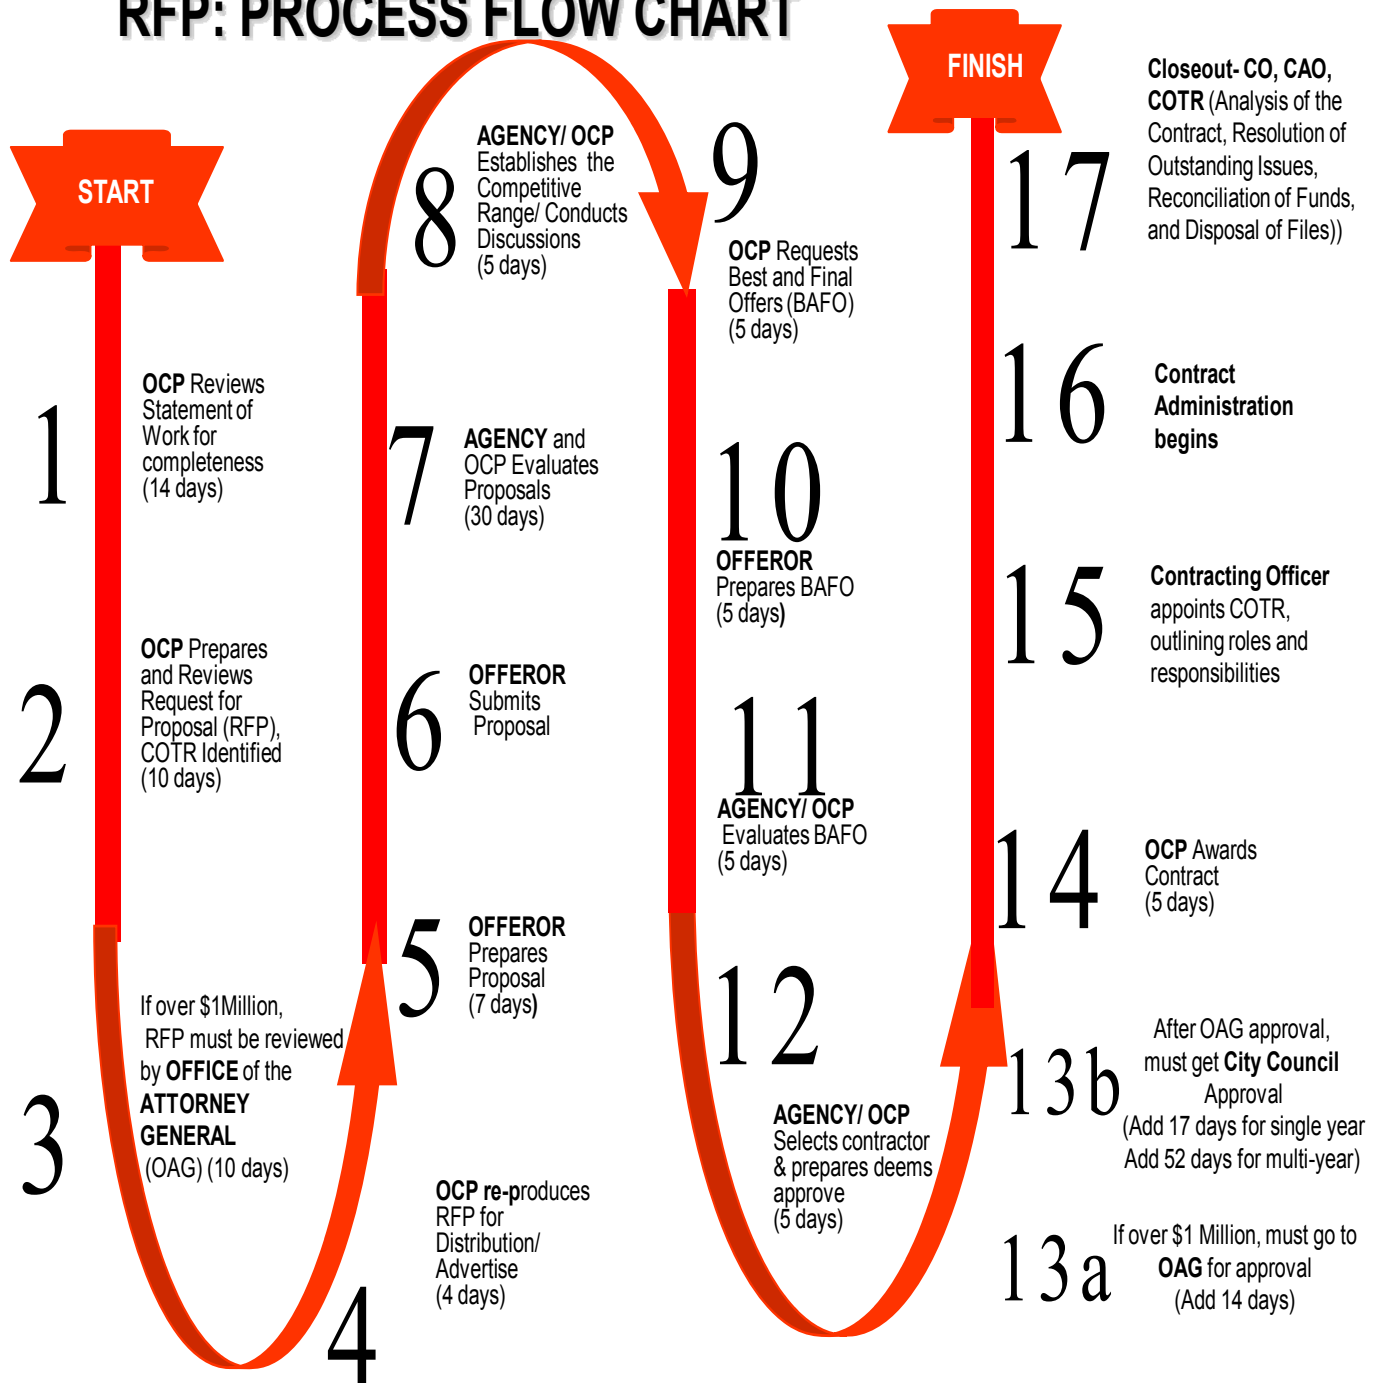 RFP: PROCESS FLOW CHART
START
1
OCP Reviews
Statement of
Work for
completeness
(14 days)
2
OCP Prepares
and Reviews
Request for
Proposal (RFP),
COTR Identified
(10 days)
3
If over $1Million,
RFP must be reviewed
by OFFICE of the
ATTORNEY
GENERAL
(OAG) (10 days)
4
OCP re-produces
RFP for
Distribution/
Advertise
(4 days)
5
OFFEROR
Prepares
Proposal
(7 days)
6
OFFEROR
Submits
Proposal
7
AGENCY and
OCP Evaluates
Proposals
(30 days)
8
AGENCY/ OCP
Establishes the
Competitive
Range/ Conducts
Discussions
(5 days)
9
OCP Requests
Best and Final
Offers (BAFO)
(5 days)
10
OFFEROR
Prepares BAFO
(5 days)
11
AGENCY/ OCP
Evaluates BAFO
(5 days)
12
AGENCY/ OCP
Selects contractor
& prepares deems
approve
(5 days)
13a
If over $1 Million, must go to
OAG for approval
(Add 14 days)
13b
After OAG approval,
must get City Council
Approval
(Add 17 days for single year
Add 52 days for multi-year)
14
OCP Awards
Contract
(5 days)
15
Contracting Officer
appoints COTR,
outlining roles and
responsibilities
16
Contract
Administration
begins
17
Closeout- CO, CAO,
COTR (Analysis of the
Contract, Resolution of
Outstanding Issues,
Reconciliation of Funds,
and Disposal of Files))
FINISH